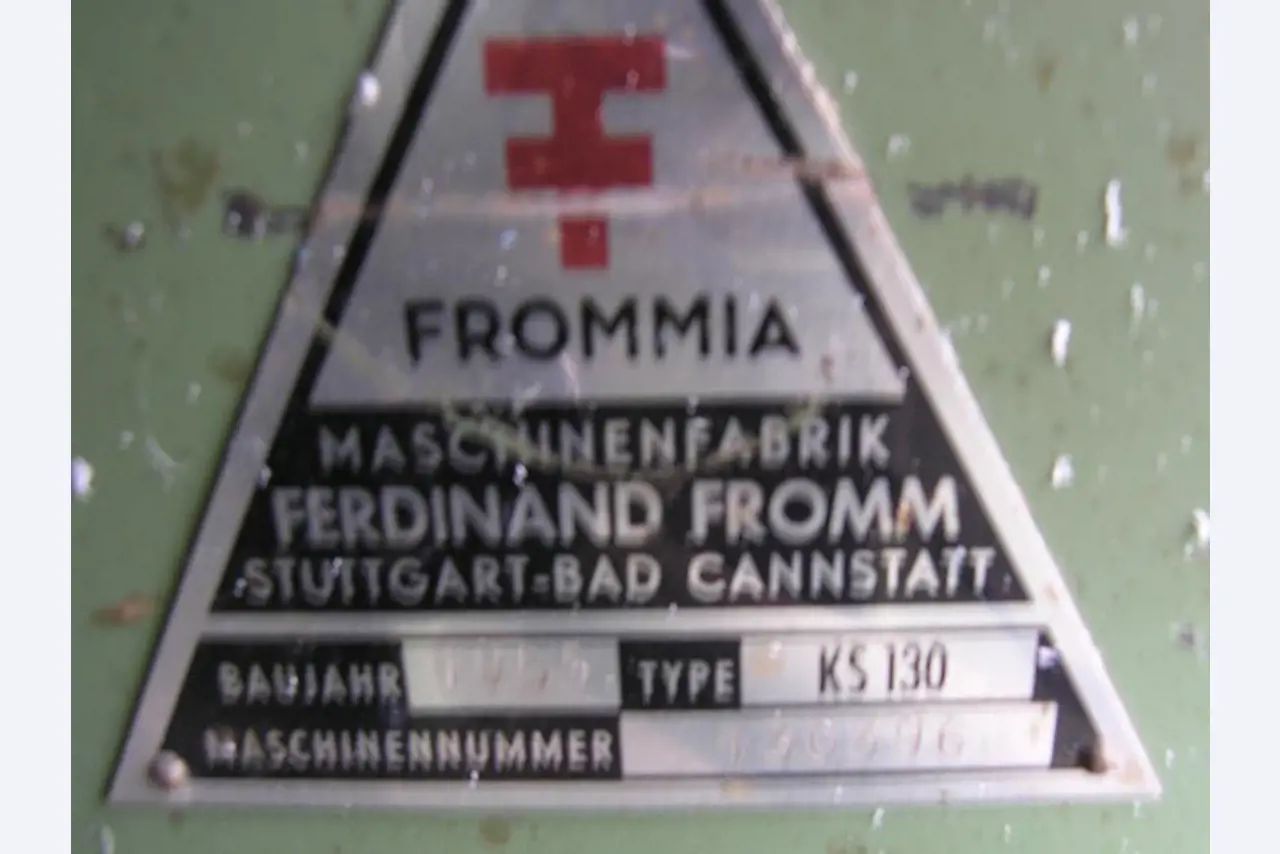 FROMMIA
MASCHINENFABRIK
FERDINAND FROMM
STUTTGART-BAD CANNSTATT
BAUJAHR TYPE KS 130
MASCHINENNUMMER